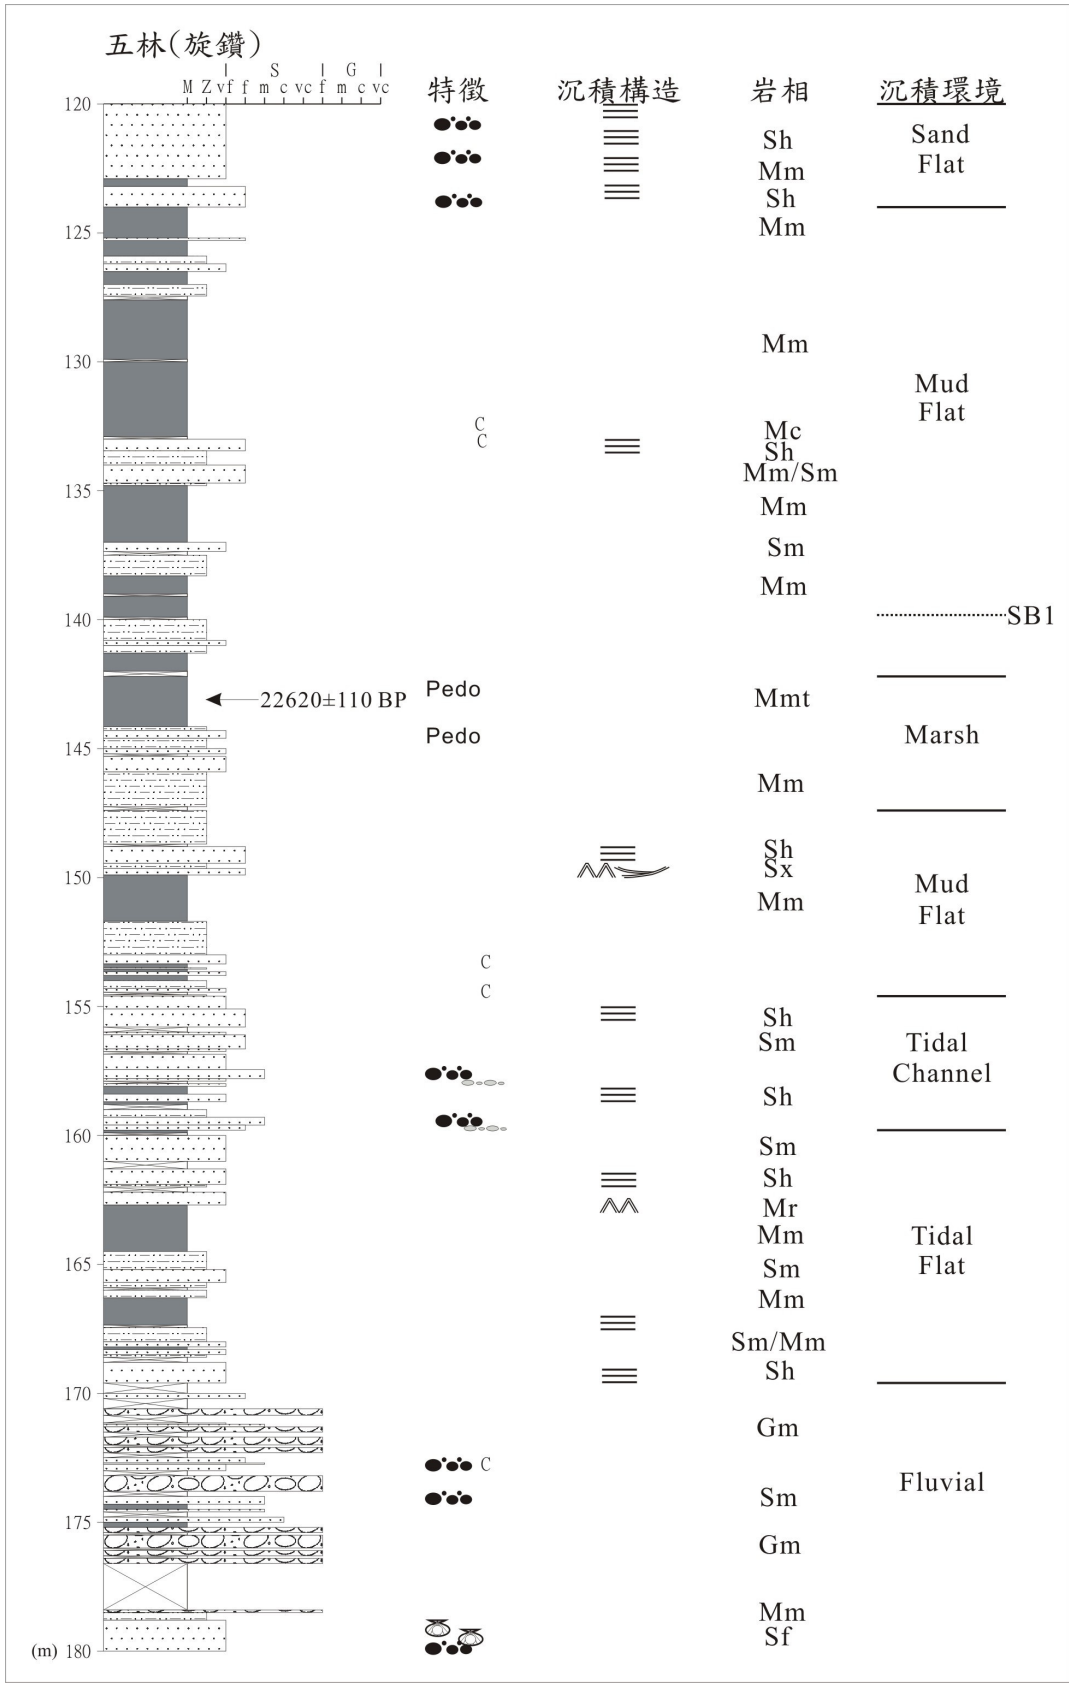 五林(旋鑽)
S G
M Z vf f m c vc f m c vc
特徵 沉積構造 岩相 沉積環境
120
Sand
Flat
Sh
Mm
Sh
Mm
125
Mm
130
Mud
Flat
C
C
Mc
Sh
Mm/Sm
135
Mm
Sm
Mm
140
SB1
22620±110 BP
Pedo
Mmt
Pedo
Marsh
145
Mm
Sh
Sx
150
Mud
Flat
Mm
C
C
155
Sh
Sm
Tidal
Channel
Sh
160
Sm
Sh
Mr
Mm
Tidal
Flat
165
Sm
Mm
Sm/Mm
Sh
170
Gm
C
Fluvial
Sm
175
Gm
Mm
Sf
(m) 180